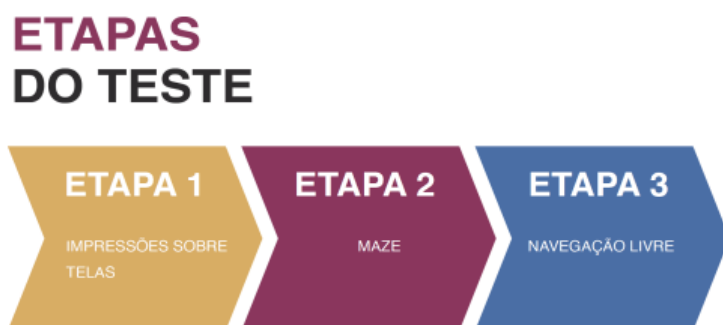 ETAPAS
DO TESTE
ETAPA 1
IMPRESSÕES SOBRE
TELAS
ETAPA 2
MAZE
ETAPA 3
NAVEGAÇÃO LIVRE